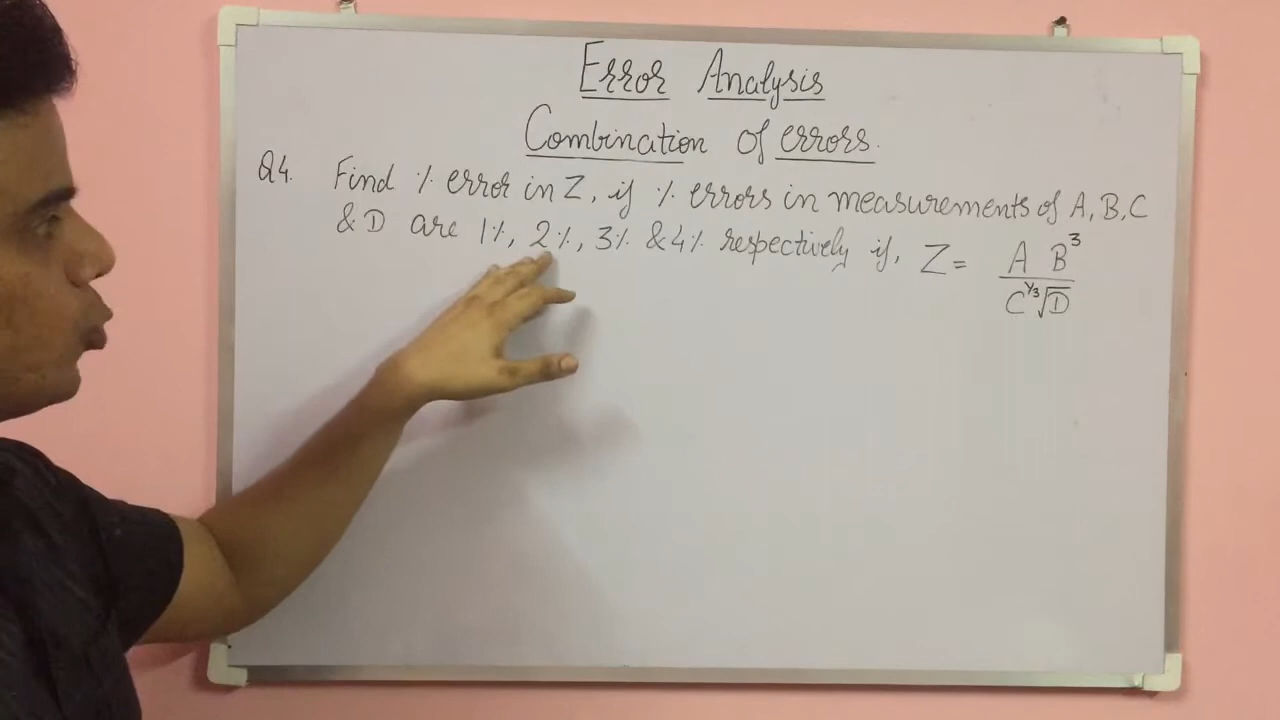 Error Analysis
Combination of errors.
Q4. Find % error in Z, if % errors in measurements of A, B, C
& D are 1%, 2%, 3% & 4% respectively if, Z = A B³ / C^1/3 √D